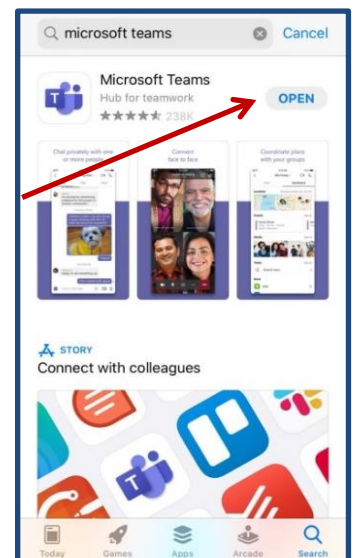 microsoft teams
Cancel
Microsoft Teams
Hub for teamwork
238K
OPEN
Chat privately with one
or more people
Connect
face to face
Coordinate plans
with your groups
STORY
Connect with colleagues
Today
Games
Apps
Arcade
Search